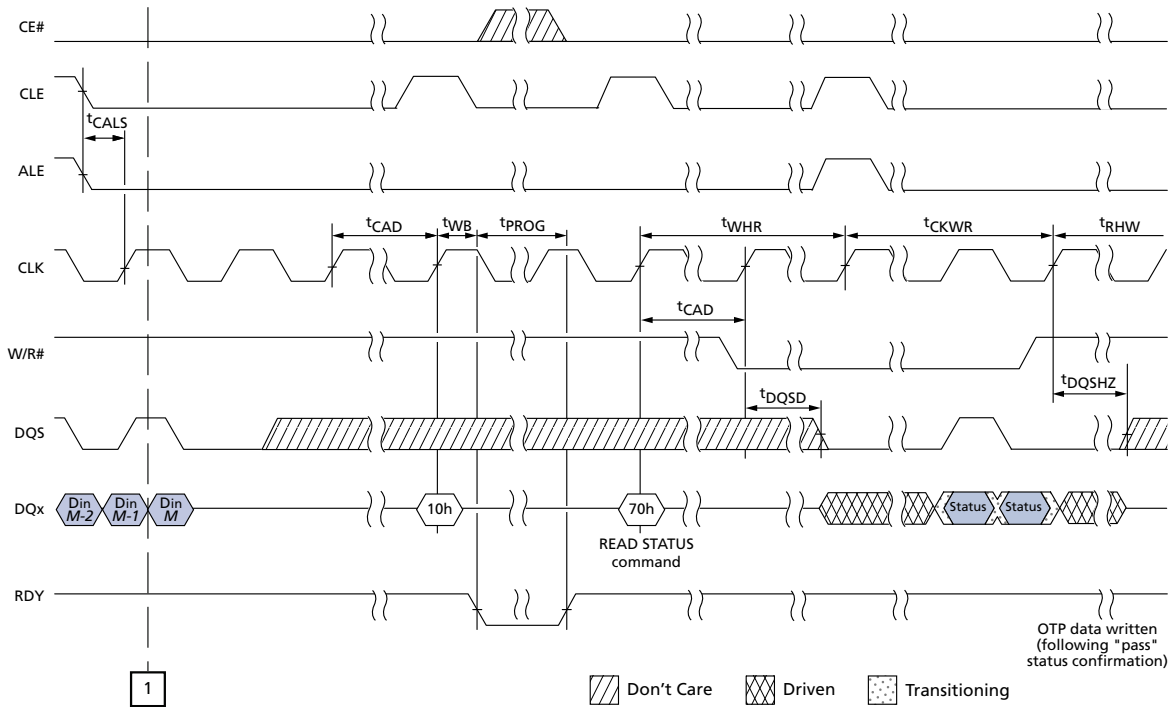 CE#
CLE
tCALS
ALE
tCAD
tWB
tPROG
tWHR
tCKWR
tRHW
CLK
tCAD
W/R#
tDQSD
tDQSHZ
DQS
DQx
Din M-2
Din M-1
Din M
10h
70h
Status
Status
READ STATUS
command
RDY
OTP data written
(following "pass"
status confirmation)
1
Don't Care
Driven
Transitioning